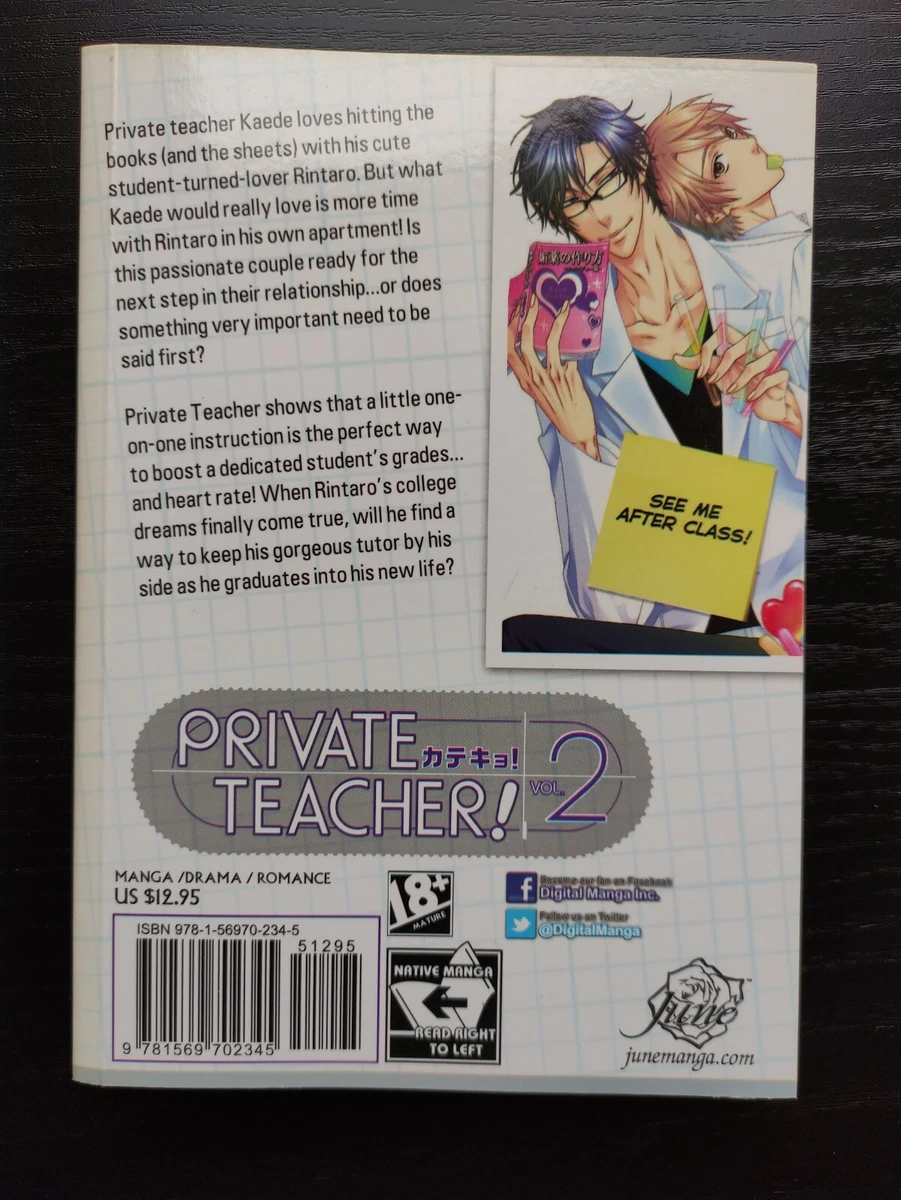 Private teacher Kaede loves hitting the
books (and the sheets) with his cute
student-turned-lover Rintaro. But what
Kaede would really love is more time
with Rintaro in his own apartment! Is
this passionate couple ready for the
next step in their relationship...or does
something very important need to be
said first?
Private Teacher shows that a little one-
on-one instruction is the perfect way
to boost a dedicated student's grades...
and heart rate! When Rintaro's college
dreams finally come true, will he find a
way to keep his gorgeous tutor by his
side as he graduates into his new life?
の作り方
SEE ME
AFTER CLASS!
PRIVATE
カテキョ!
TEACHER!
VOL. 2
MANGA /DRAMA / ROMANCE
US $12.95
ISBN 978-1-56970-234-5
51295
9 781569 702345
18+
MATURE
NATIVE MANGA
READ RIGHT
TO LEFT
f
Become our fan on Facebook
Digital Manga Inc.
Follow us on Twitter
@DigitalManga
June
™
junemanga.com